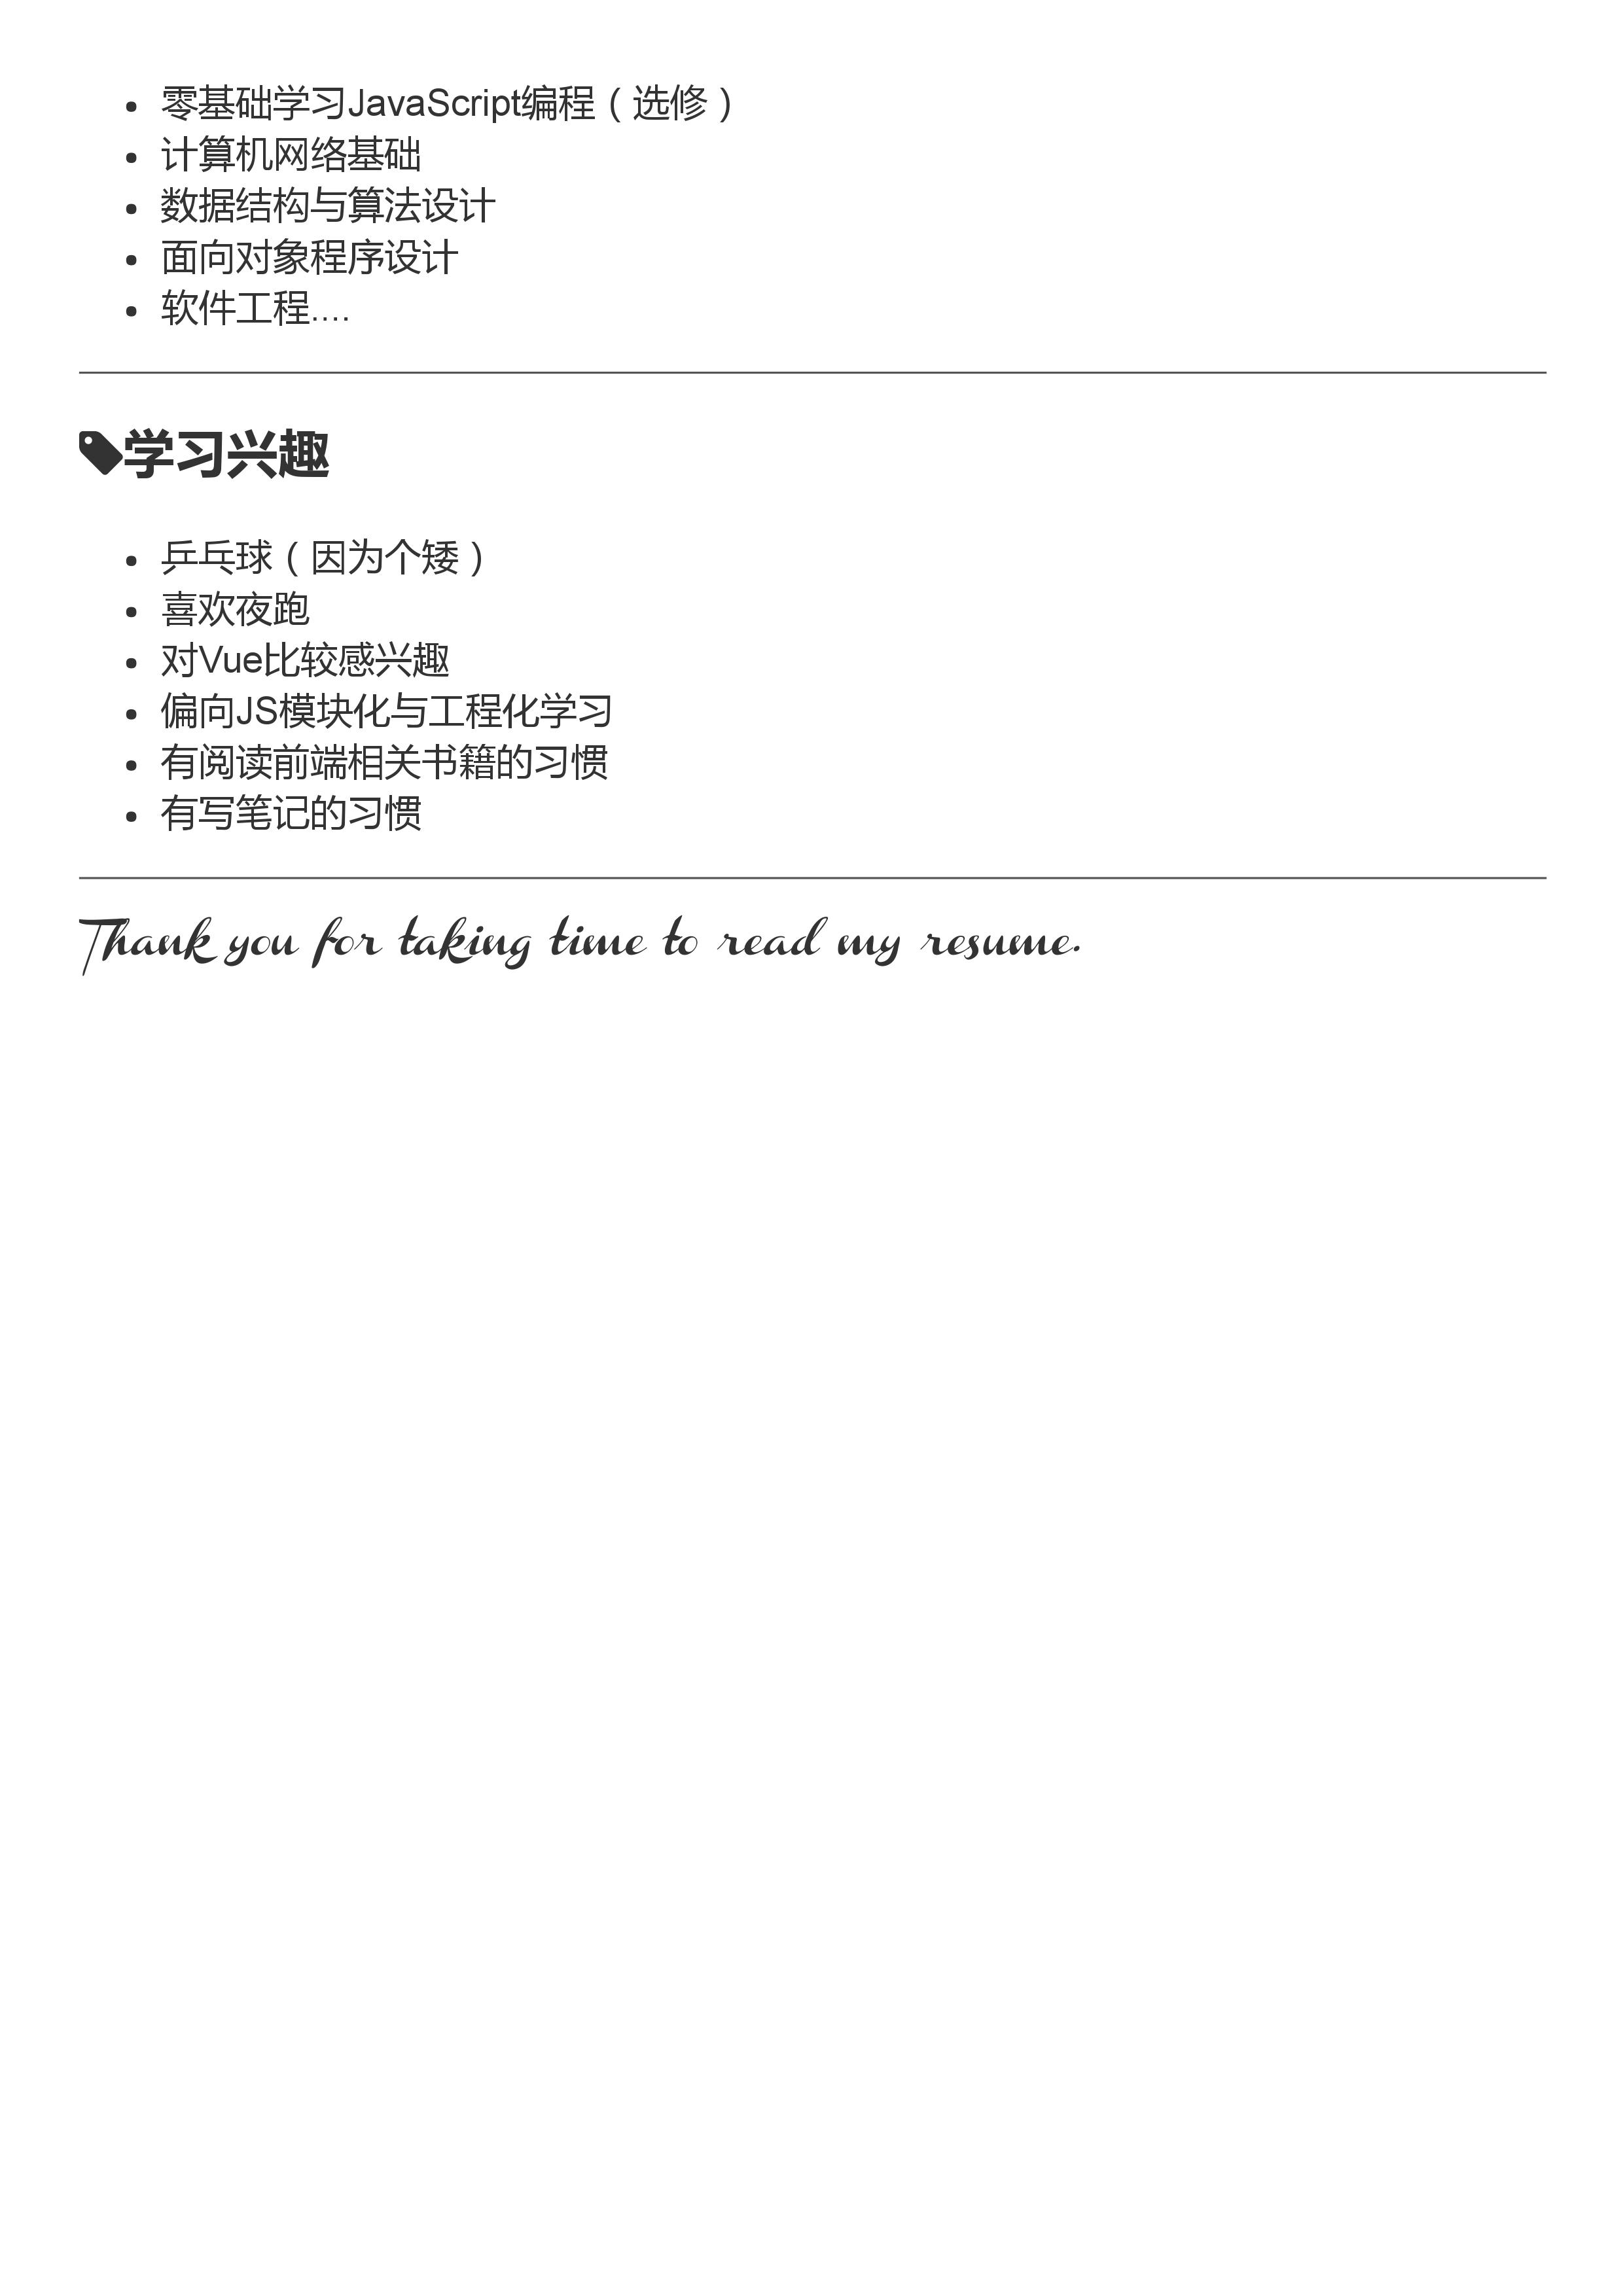 零基础学习JavaScript编程（选修）
计算机网络基础
数据结构与算法设计
面向对象程序设计
软件工程....
学习兴趣
乒乓球（因为个矮）
喜欢夜跑
对Vue比较感兴趣
偏向JS模块化与工程化学习
有阅读前端相关书籍的习惯
有写笔记的习惯
Thank you for taking time to read my resume.